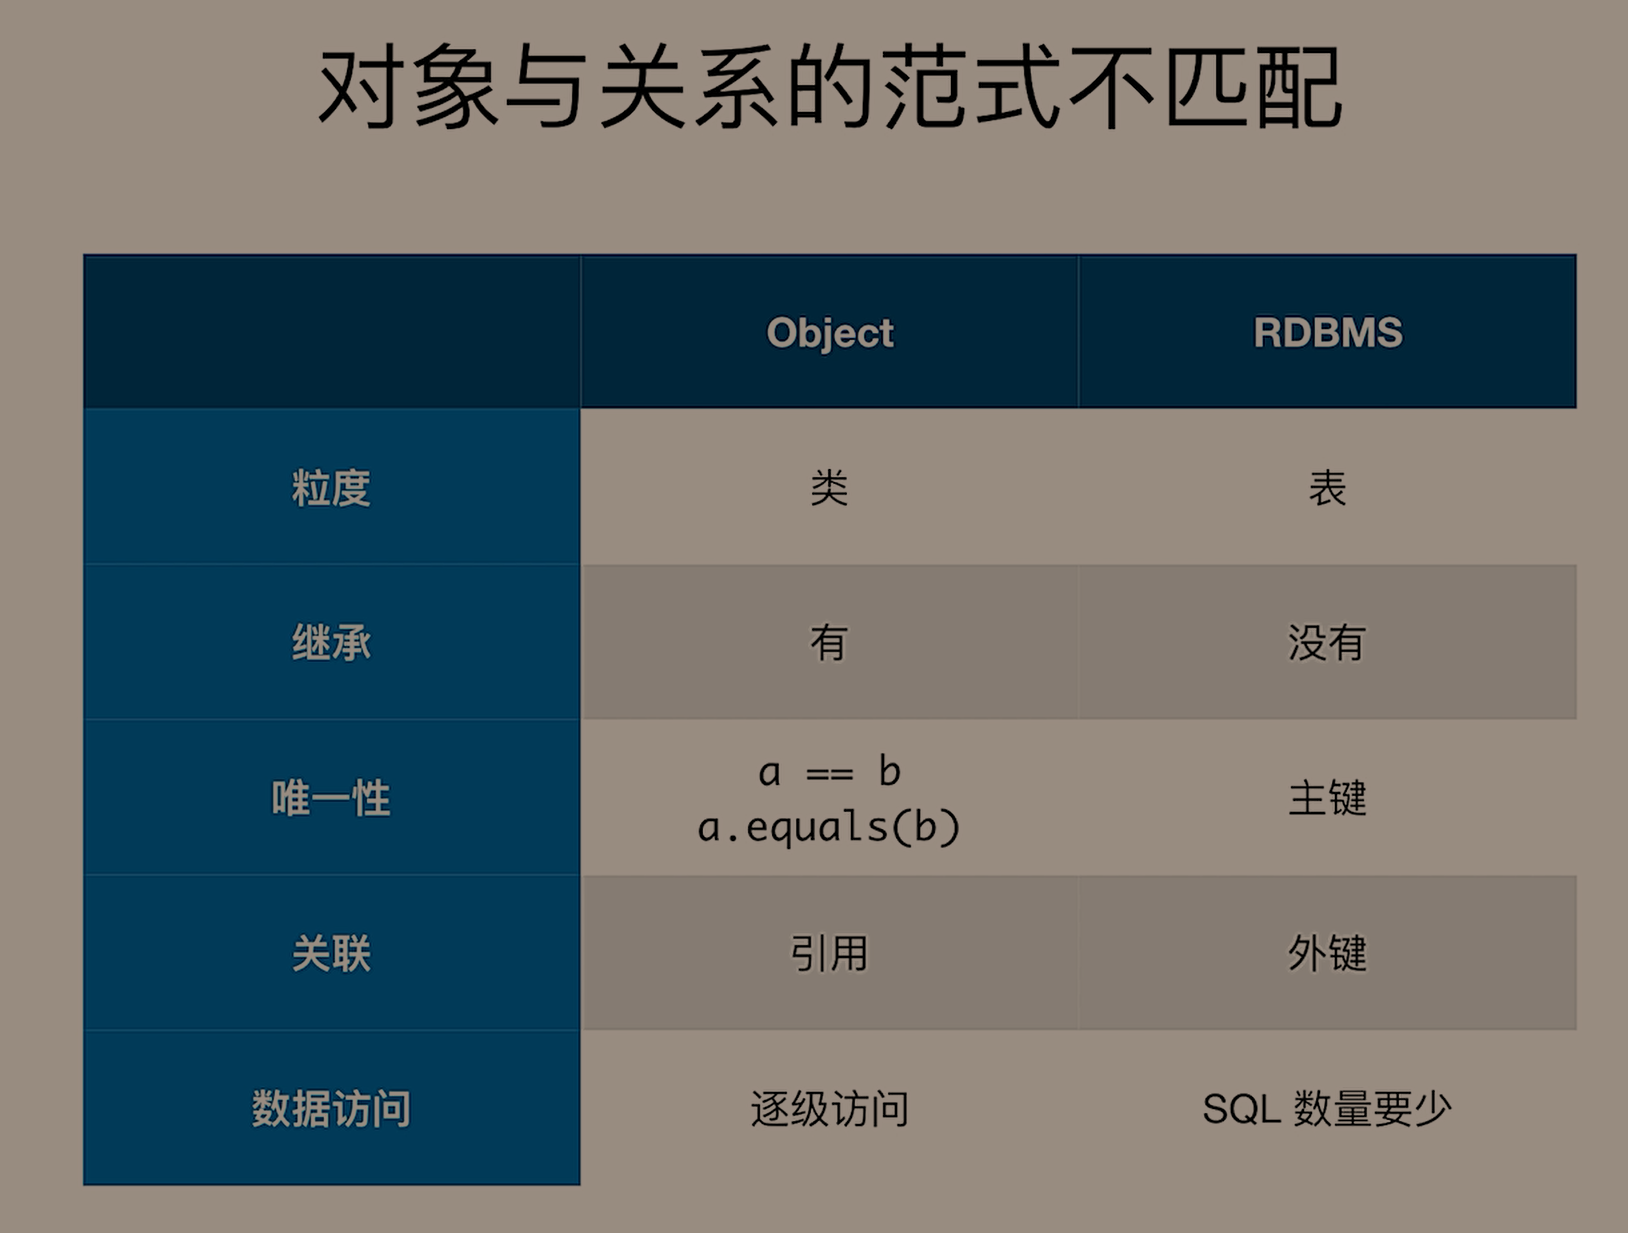 对象与关系的范式不匹配
Object RDBMS
粒度 类 表
继承 有 没有
唯一性 a == b
a.equals(b) 主键
关联 引用 外键
数据访问 逐级访问 SQL 数量要少